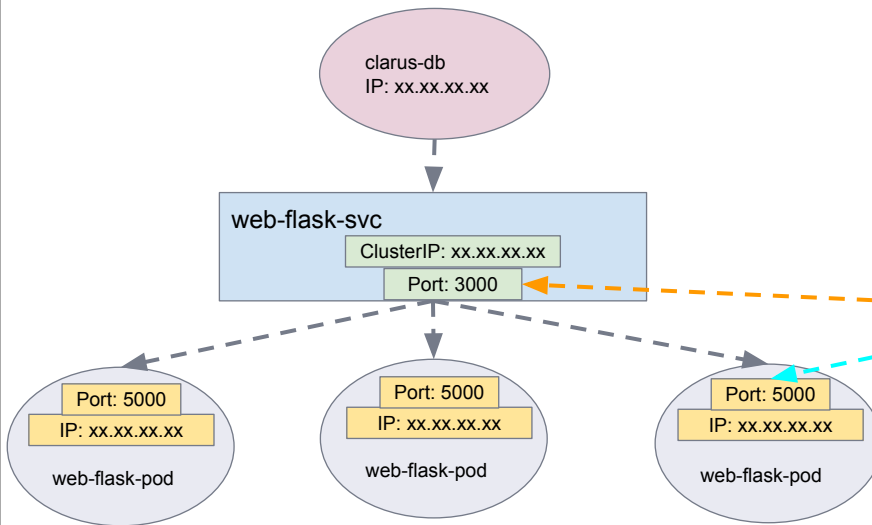 clarus-db
IP: xx.xx.xx.xx
web-flask-svc
ClusterIP: xx.xx.xx.xx
Port: 3000
Port: 5000
IP: xx.xx.xx.xx
web-flask-pod
Port: 5000
IP: xx.xx.xx.xx
web-flask-pod
Port: 5000
IP: xx.xx.xx.xx
web-flask-pod